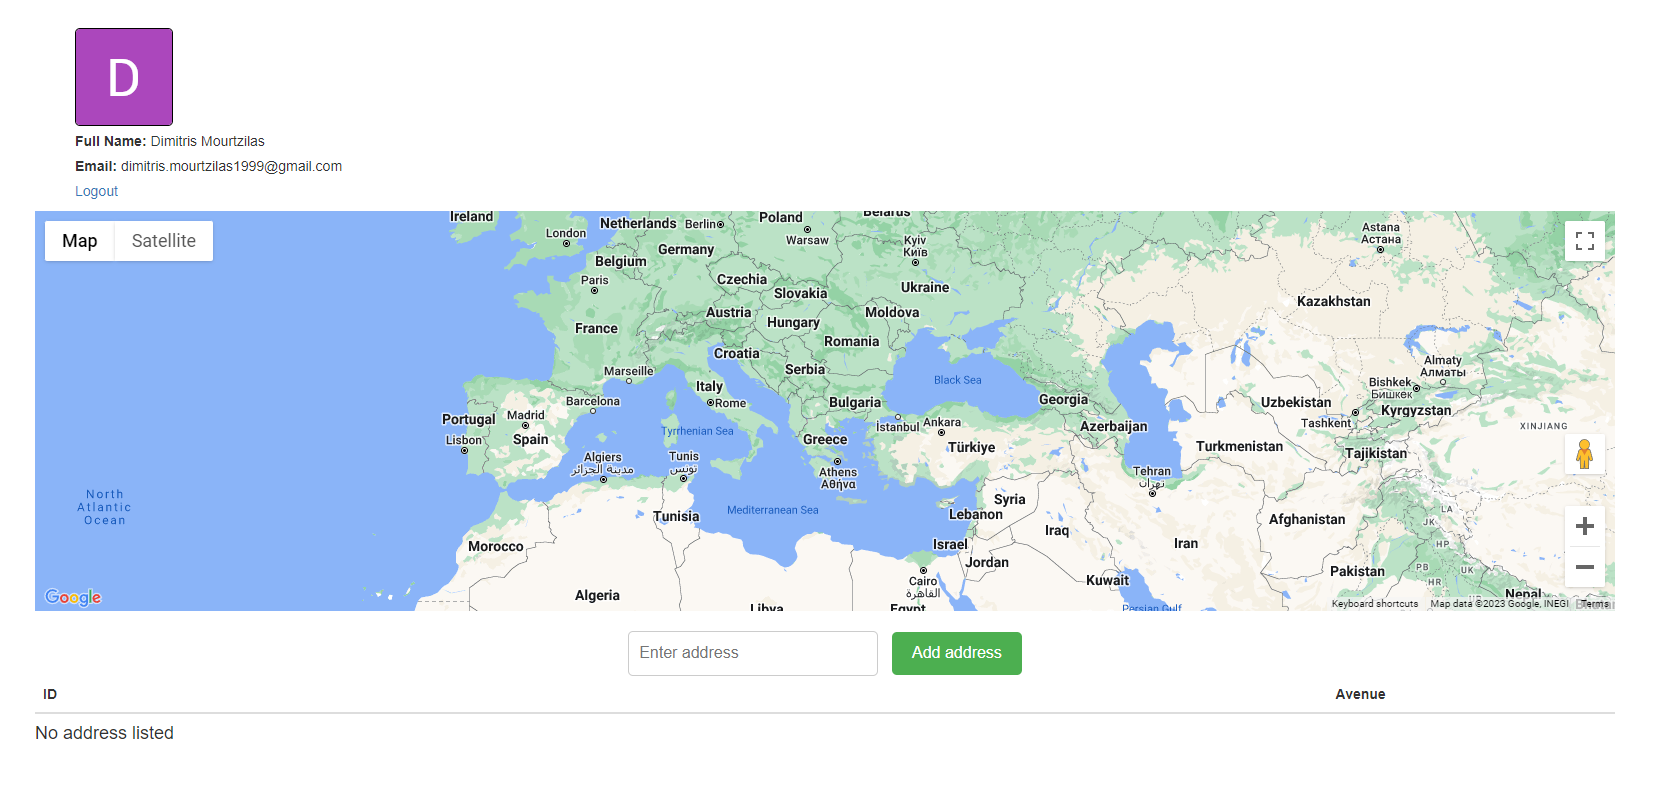 D
Full Name: Dimitris Mourtzilas
Email: dimitris.mourtzilas1999@gmail.com
Logout
Map Satellite
Ireland
London
Netherlands
Berlin
Poland
Warsaw
Belarus
Germany
Belgium
Kyiv
Київ
Astana
Астана
Paris
Czechia
Slovakia
Ukraine
Kazakhstan
France
Austria
Hungary
Moldova
Romania
Croatia
Serbia
Marseille
Italy
Rome
Black Sea
Almaty
Алматы
Bishkek
Бишкек
Barcelona
Bulgaria
Georgia
Uzbekistan
Kyrgyzstan
Portugal
Madrid
Lisbon
Spain
Tyrrhenian Sea
Greece
İstanbul
Ankara
Türkiye
Azerbaijan
Tashkent
XINJIANG
Turkmenistan
Tajikistan
Algiers
مدينة الجزائر
Tunis
تونس
Athens
Αθήνα
Tehran
تهران
North
Atlantic
Ocean
Tunisia
Mediterranean Sea
Syria
Lebanon
Iraq
Afghanistan
LA
JK
Morocco
Israel
Jordan
Iran
HP
Cairo
القاهرة
Kuwait
Pakistan
PB
HR
UK
Algeria
Libya
Egypt
Persian Gulf
Nepal
Google
Keyboard shortcuts Map data ©2023 Google, INEGI Terms
Enter address Add address
ID Avenue
No address listed